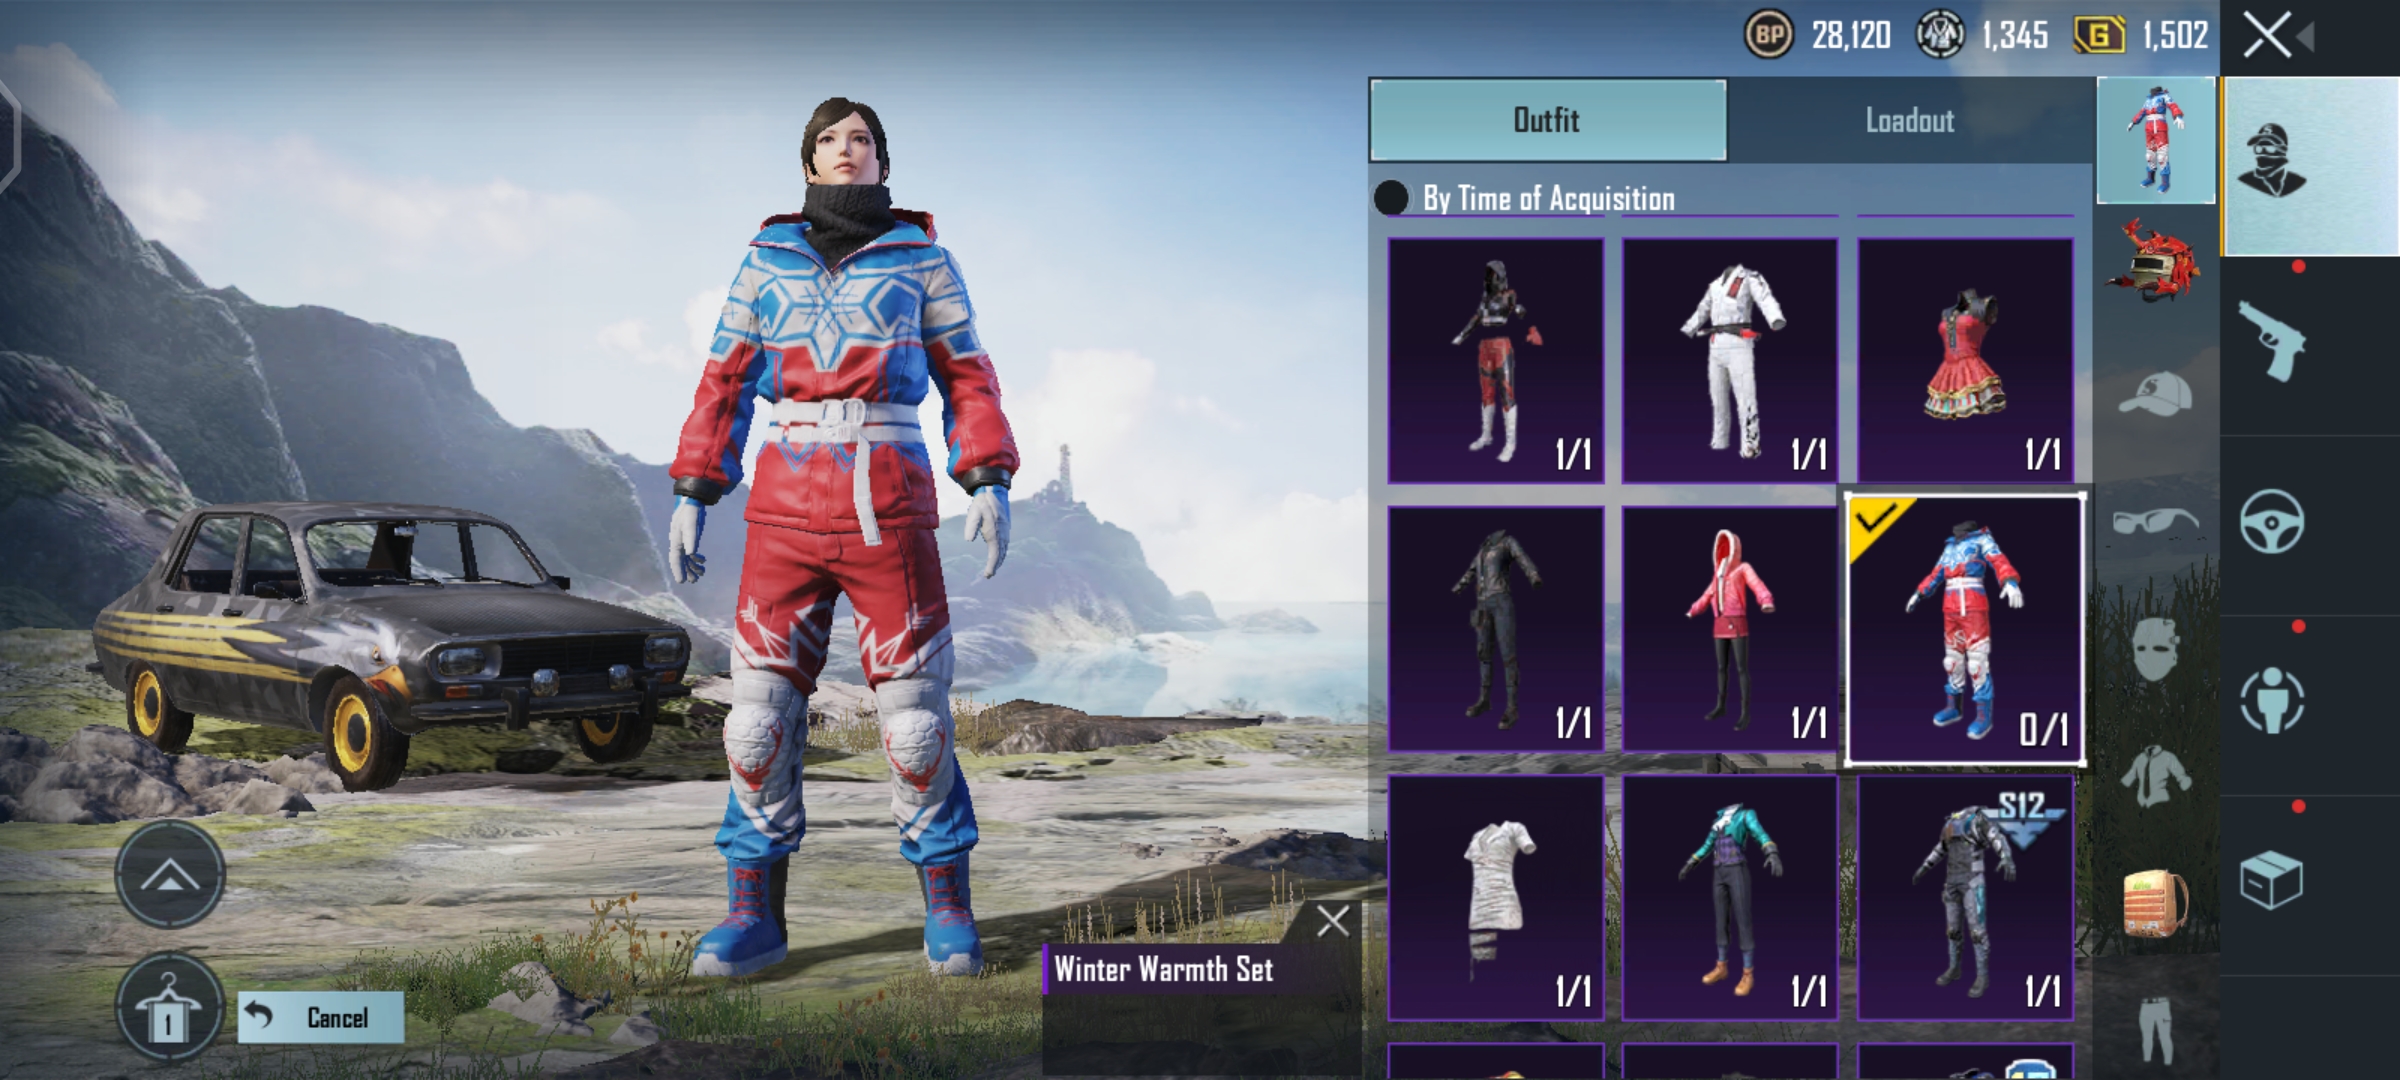 BP 28,120 1,345 G 1,502
Outfit Loadout
By Time of Acquisition
1/1 1/1 1/1
1/1 1/1 0/1
S12
1/1 1/1 1/1
Winter Warmth Set
1
Cancel